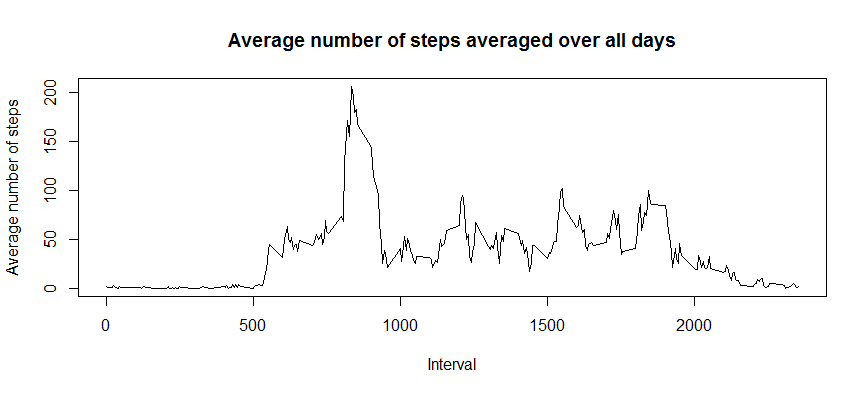 Average number of steps averaged over all days
Average number of steps
200
150
100
50
0
0 500 1000 1500 2000
Interval